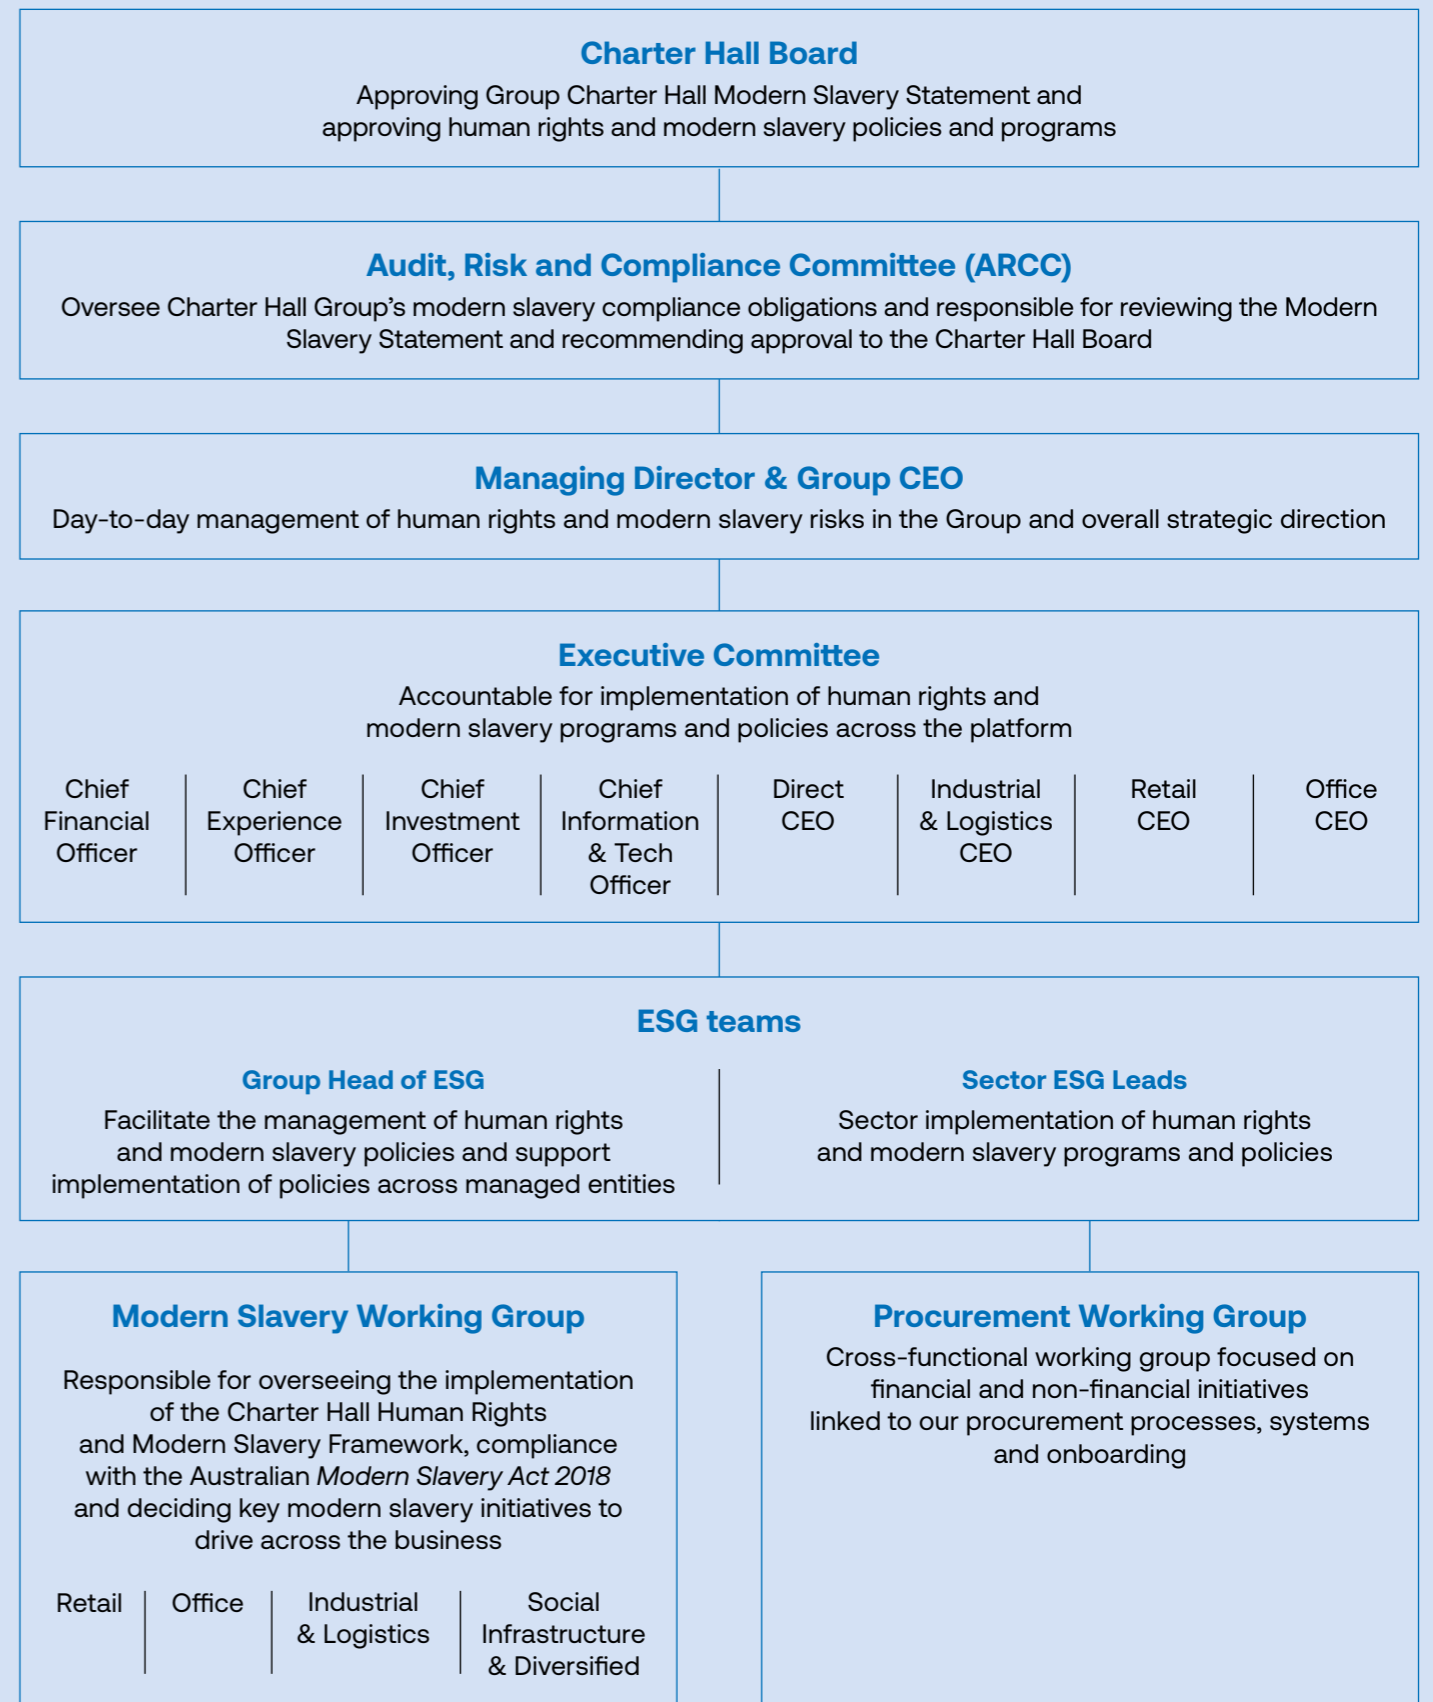 Charter Hall Board
Approving Group Charter Hall Modern Slavery Statement and
approving human rights and modern slavery policies and programs
Audit, Risk and Compliance Committee (ARCC)
Oversee Charter Hall Group’s modern slavery compliance obligations and responsible for reviewing the Modern
Slavery Statement and recommending approval to the Charter Hall Board
Managing Director & Group CEO
Day-to-day management of human rights and modern slavery risks in the Group and overall strategic direction
Executive Committee
Accountable for implementation of human rights and
modern slavery programs and policies across the platform
Chief
Financial
Officer
Chief
Experience
Officer
Chief
Investment
Officer
Chief
Information
& Tech
Officer
Direct
CEO
Industrial
& Logistics
CEO
Retail
CEO
Office
CEO
ESG teams
Group Head of ESG
Facilitate the management of human rights
and modern slavery policies and support
implementation of policies across managed entities
Sector ESG Leads
Sector implementation of human rights
and modern slavery programs and policies
Modern Slavery Working Group
Responsible for overseeing the implementation
of the Charter Hall Human Rights
and Modern Slavery Framework, compliance
with the Australian Modern Slavery Act 2018
and deciding key modern slavery initiatives to
drive across the business
Retail
Office
Industrial
& Logistics
Social
Infrastructure
& Diversified
Procurement Working Group
Cross-functional working group focused on
financial and non-financial initiatives
linked to our procurement processes, systems
and onboarding